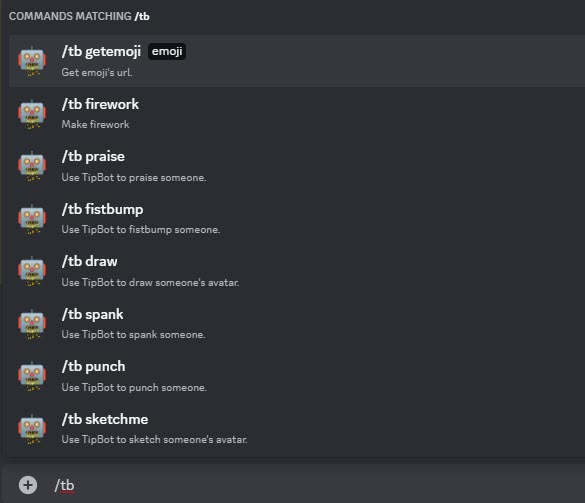 COMMANDS MATCHING /tb
/tb getemoji emoji
Get emoji's url.
/tb firework
Make firework
/tb praise
Use TipBot to praise someone.
/tb fistbump
Use TipBot to fistbump someone.
/tb draw
Use TipBot to draw someone's avatar.
/tb spank
Use TipBot to spank someone.
/tb punch
Use TipBot to punch someone.
/tb sketchme
Use TipBot to sketch someone's avatar.
/tb